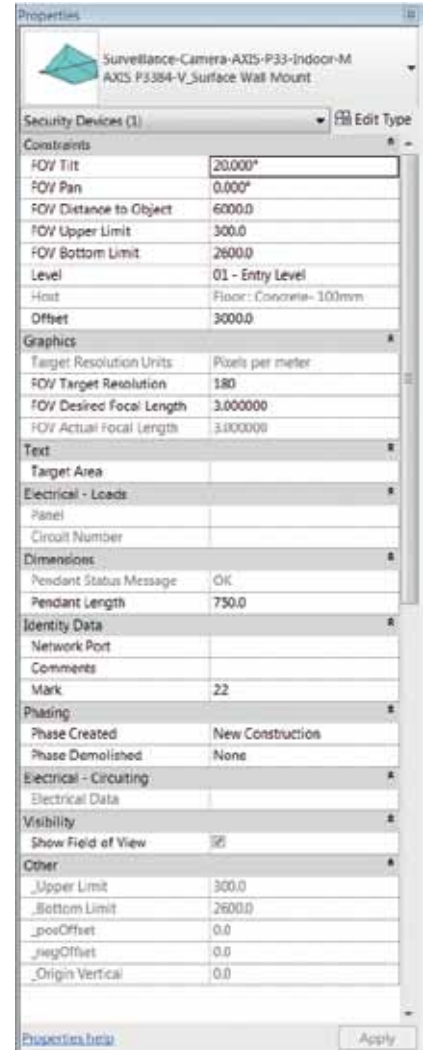 Properties
Surveillance-Camera-AXIS-P33-Indoor-M
AXIS P3384-V_Surface Wall Mount
Security Devices (1) Edit Type
Constraints
FOV Tilt 20.000°
FOV Pan 0.000°
FOV Distance to Object 6000.0
FOV Upper Limit 300.0
FOV Bottom Limit 2600.0
Level 01 - Entry Level
Host Floor : Concrete- 100mm
Offset 3000.0
Graphics
Target Resolution Units Pixels per meter
FOV Target Resolution 180
FOV Desired Focal Length 3.000000
FOV Actual Focal Length 3.000000
Text
Target Area
Electrical - Loads
Panel
Circuit Number
Dimensions
Pendant Status Message OK
Pendant Length 750.0
Identity Data
Network Port
Comments
Mark 22
Phasing
Phase Created New Construction
Phase Demolished None
Electrical - Circuiting
Electrical Data
Visibility
Show Field of View
Other
_Upper Limit 300.0
_Bottom Limit 2600.0
_posOffset 0.0
_negOffset 0.0
_Origin Vertical 0.0
Properties help Apply